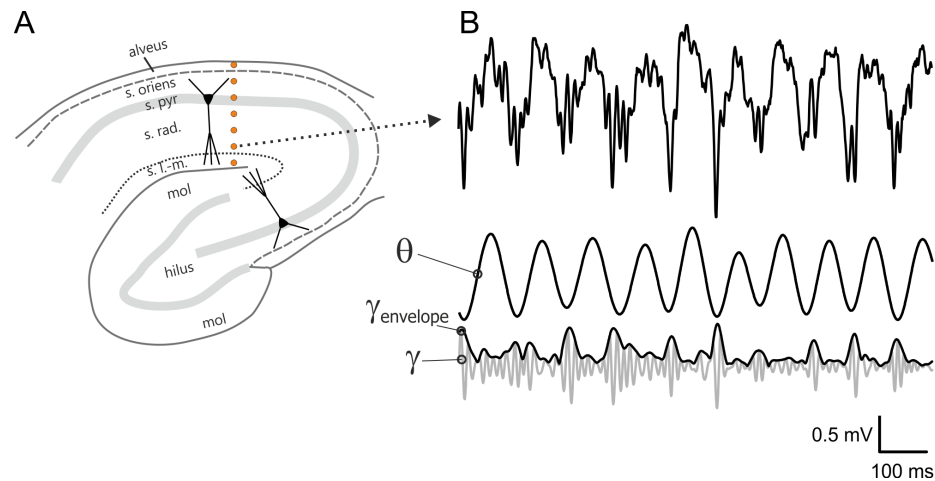 A
B
alveus
s. oriens
s. pyr
s. rad.
s. l.-m.
mol
hilus
mol
θ
γenvelope
γ
0.5 mV
100 ms